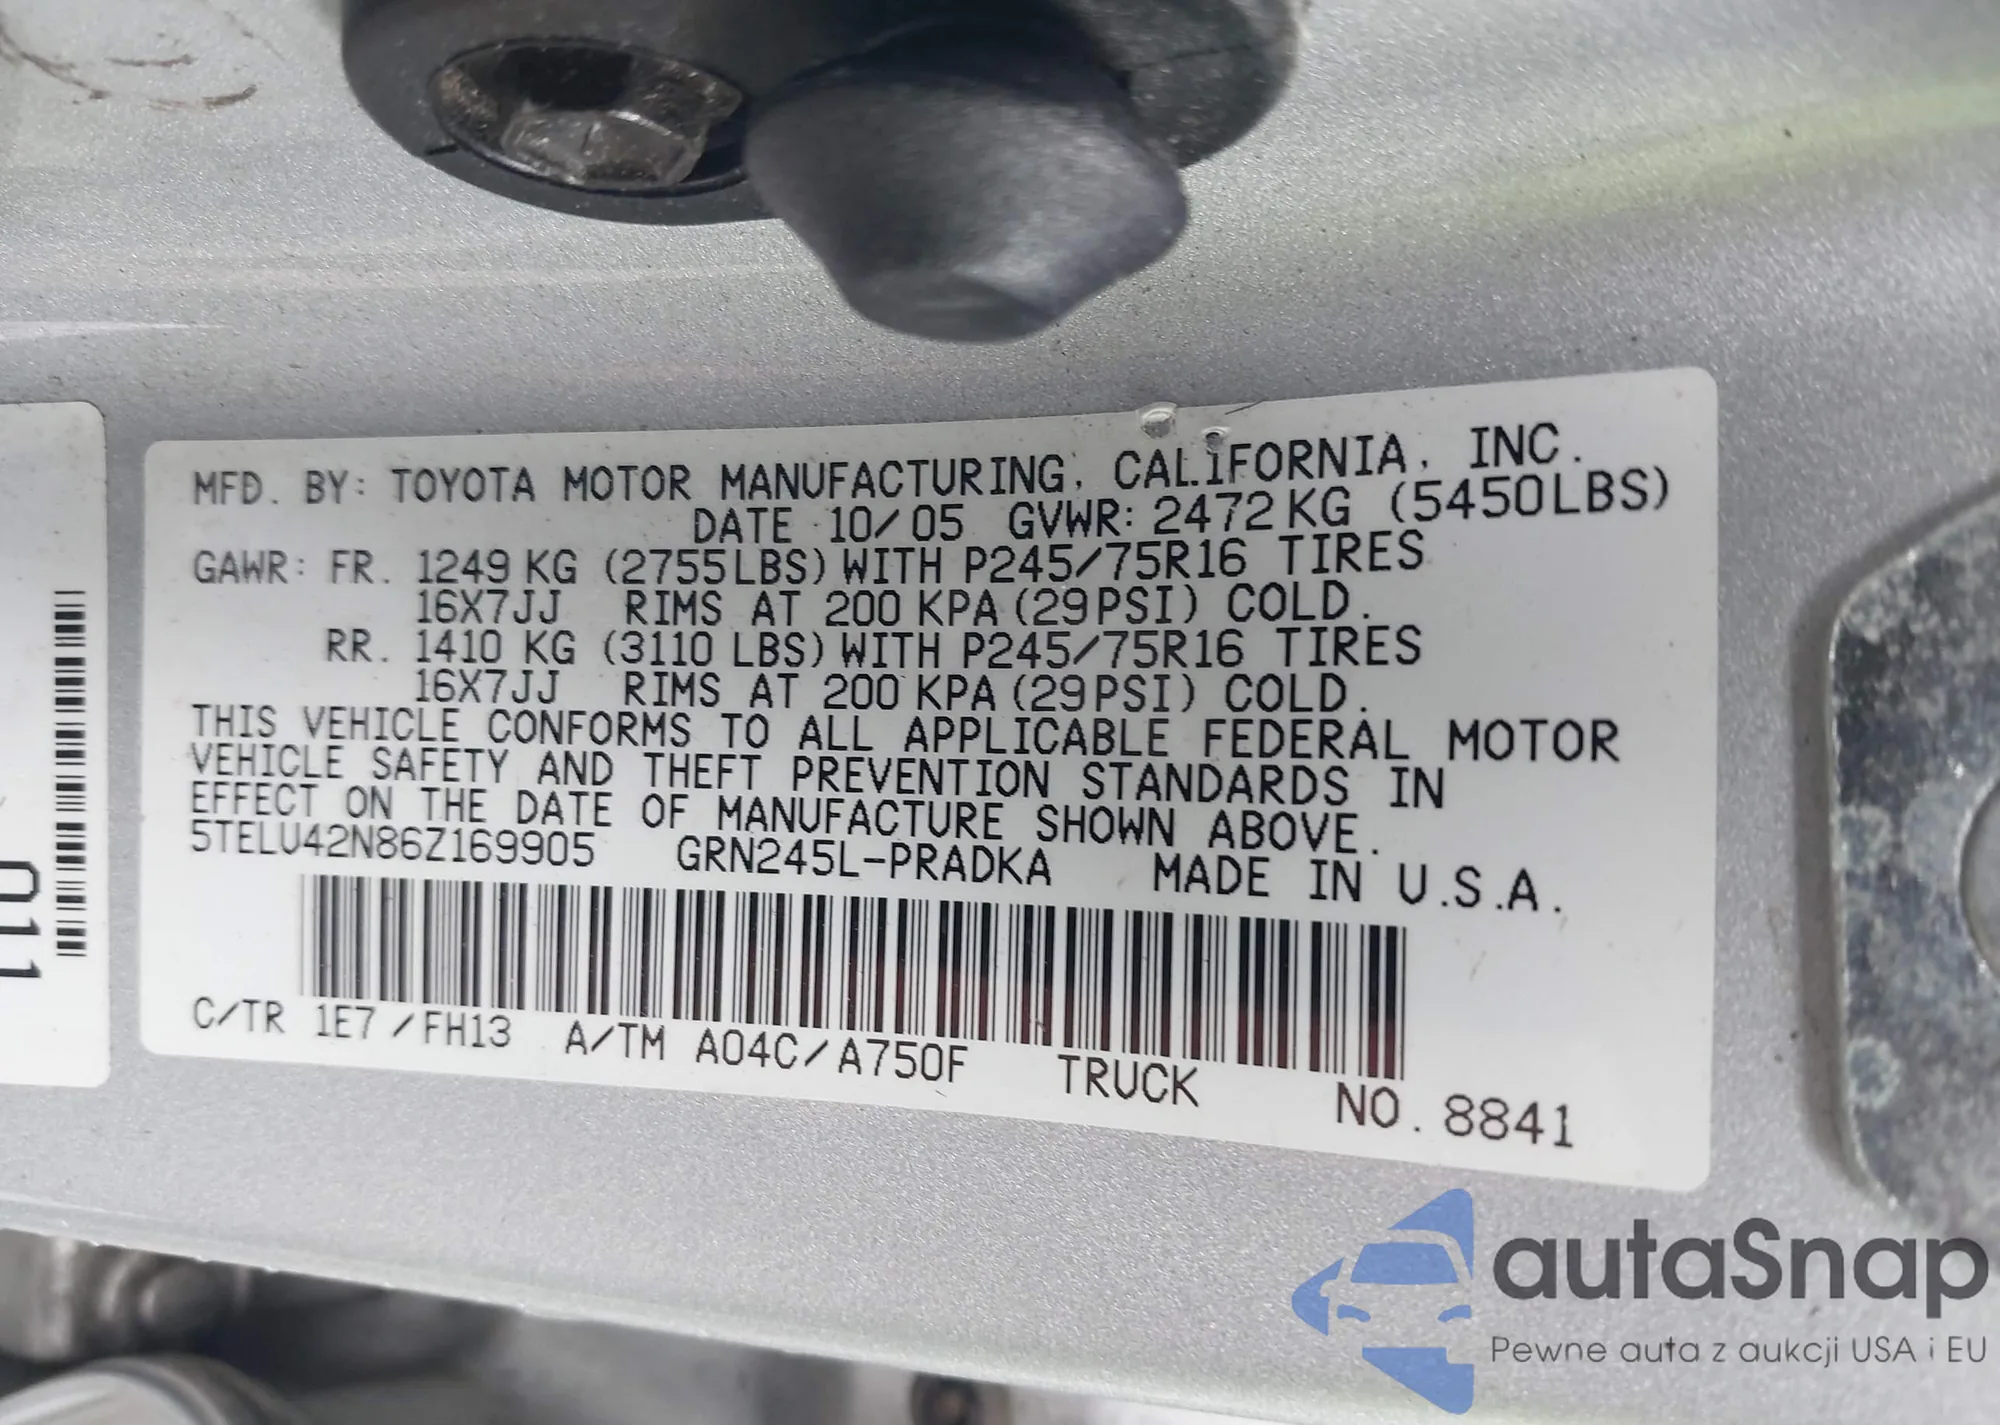 MFD. BY: TOYOTA MOTOR MANUFACTURING, CALIFORNIA, INC.
DATE 10/05 GVWR: 2472 KG (5450LBS)
GAWR: FR. 1249 KG (2755LBS) WITH P245/75R16 TIRES
16X7JJ RIMS AT 200 KPA (29PSI) COLD.
RR. 1410 KG (3110 LBS) WITH P245/75R16 TIRES
16X7JJ RIMS AT 200 KPA (29PSI) COLD.
THIS VEHICLE CONFORMS TO ALL APPLICABLE FEDERAL MOTOR
VEHICLE SAFETY AND THEFT PREVENTION STANDARDS IN
EFFECT ON THE DATE OF MANUFACTURE SHOWN ABOVE.
5TELU42N86Z169905 GRN245L-PRADKA MADE IN U.S.A.
C/TR 1E7/FH13 A/TM A04C/A750F TRUCK NO. 8841
011
autaSnap
Pewne auta z aukcji USA i EU